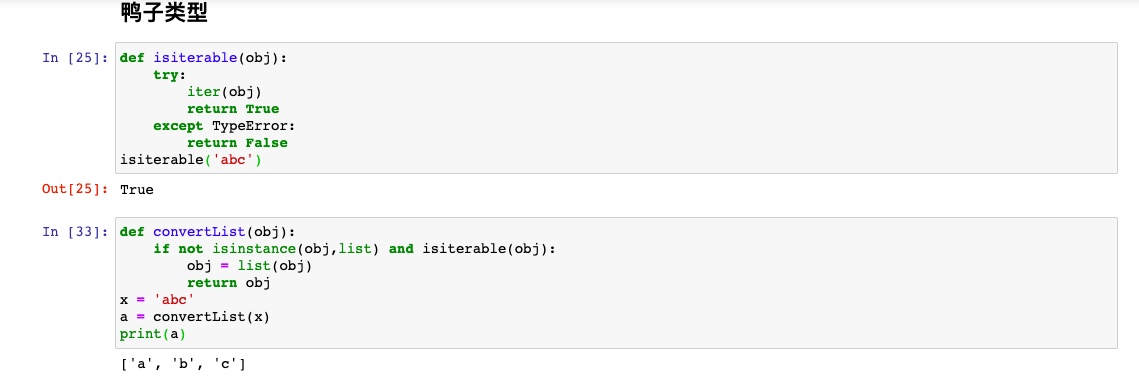 鸭子类型
In [25]: def isiterable(obj):
    try:
        iter(obj)
        return True
    except TypeError:
        return False
isiterable('abc')
Out[25]: True
In [33]: def convertList(obj):
    if not isinstance(obj,list) and isiterable(obj):
        obj = list(obj)
        return obj
x = 'abc'
a = convertList(x)
print(a)
['a', 'b', 'c']